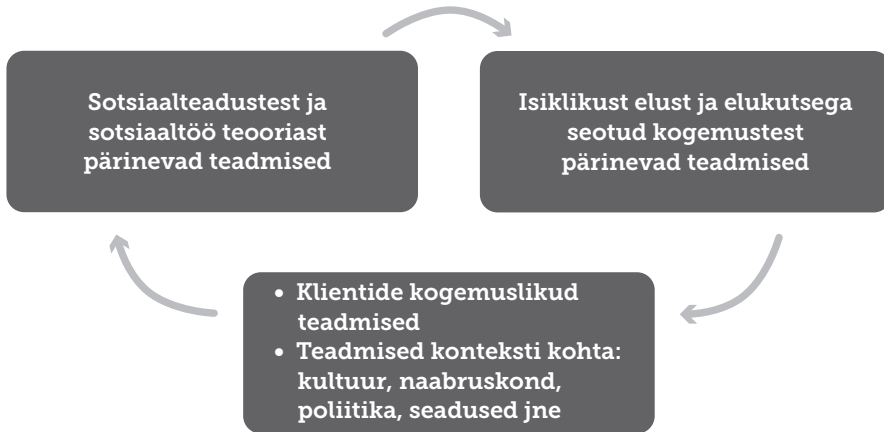 Sotsiaalteadustest ja
sotsiaaltöö teooriast
pärinevad teadmised
Isiklikust elust ja elukutsega
seotud kogemustest
pärinevad teadmised
• Klientide kogemuslikud
teadmised
• Teadmised konteksti kohta:
kultuur, naabruskond,
poliitika, seadused jne